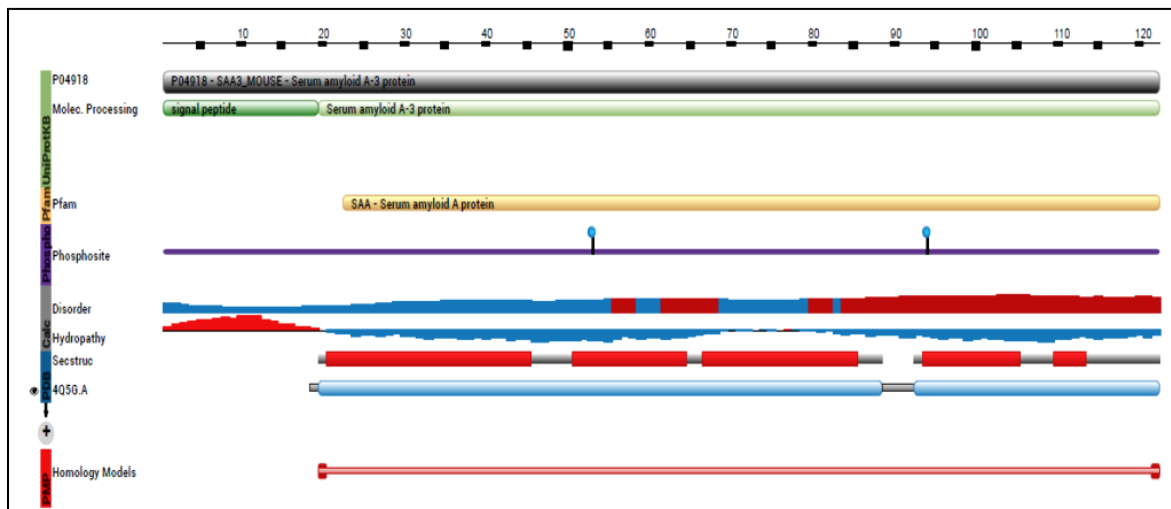 10 20 30 40 50 60 70 80 90 100 110 120
P04918
P04918 - SAA3_MOUSE - Serum amyloid A-3 protein
Molec. Processing
signal peptide
Serum amyloid A-3 protein
UniProtKB
Pfam
Pfam
SAA - Serum amyloid A protein
Phospho
Phosphosite
Calc
Disorder
Hydropathy
Secstruc
PDB
4Q5G.A
+
PMP
Homology Models